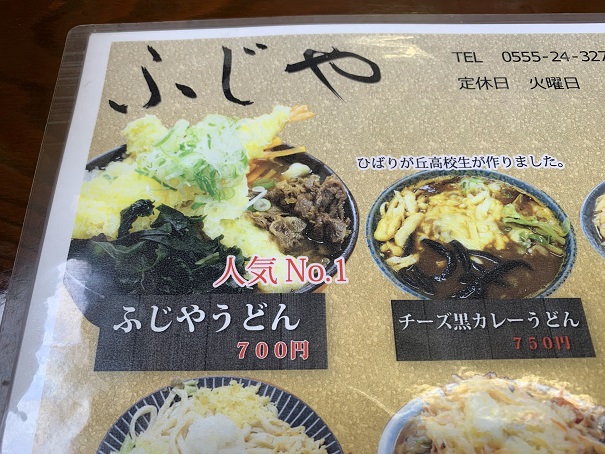 ふじや
TEL 0555-24-327
定休日 火曜日
ひばりが丘高校生が作りました。
人気No.1
ふじやうどん
700円
チーズ黒カレーうどん
750円